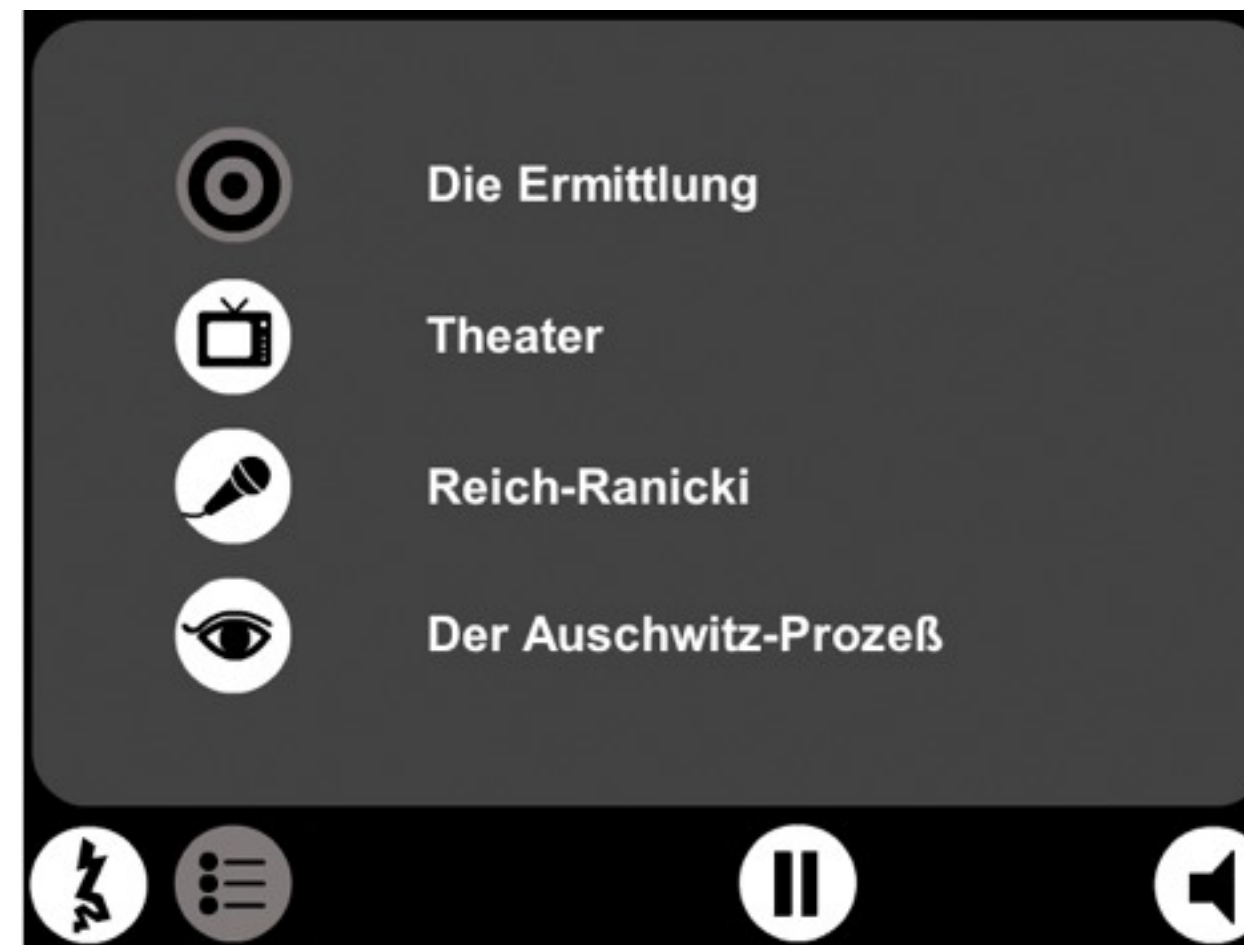 Die Ermittlung
Theater
Reich-Ranicki
Der Auschwitz-Prozeß